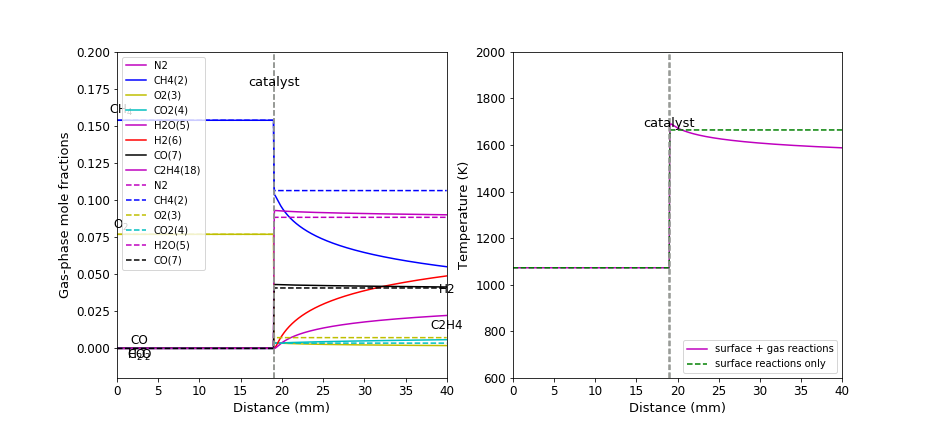 Gas-phase mole fractions
0.200
0.175
0.150
0.125
0.100
0.075
0.050
0.025
0.000
0
5
10
15
20
25
30
35
40
Distance (mm)
catalyst
N2
CH4(2)
O2(3)
CO2(4)
H2O(5)
H2(6)
CO(7)
C2H4(18)
N2
CH4(2)
O2(3)
CO2(4)
H2O(5)
CO(7)
CO
H2
C2H4
Temperature (K)
2000
1800
1600
1400
1200
1000
800
600
0
5
10
15
20
25
30
35
40
Distance (mm)
catalyst
surface + gas reactions
surface reactions only